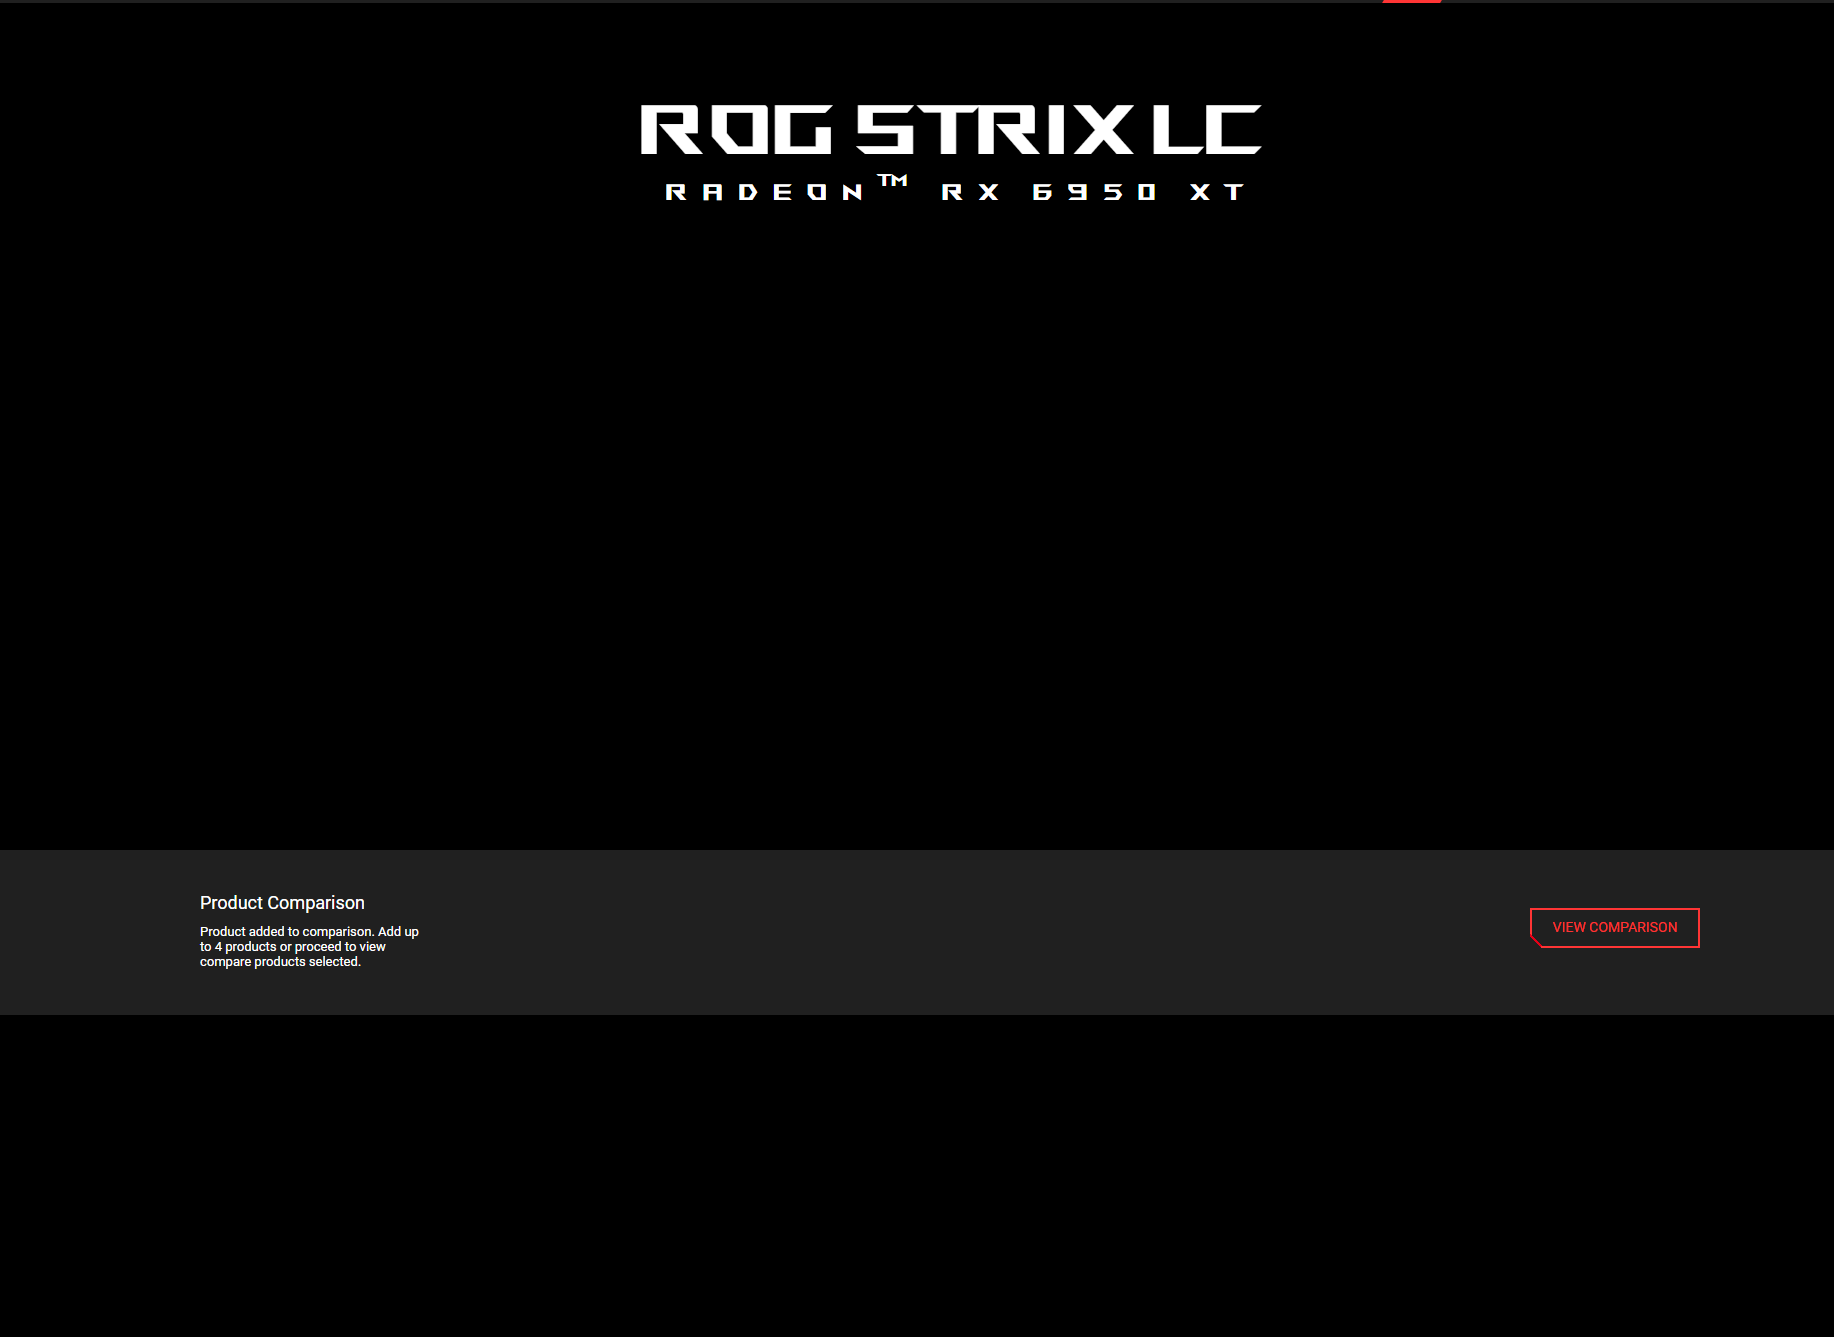 ROG STRIX LC
RADEON™ RX 6950 XT
Product Comparison
Product added to comparison. Add up
to 4 products or proceed to view
compare products selected.
VIEW COMPARISON